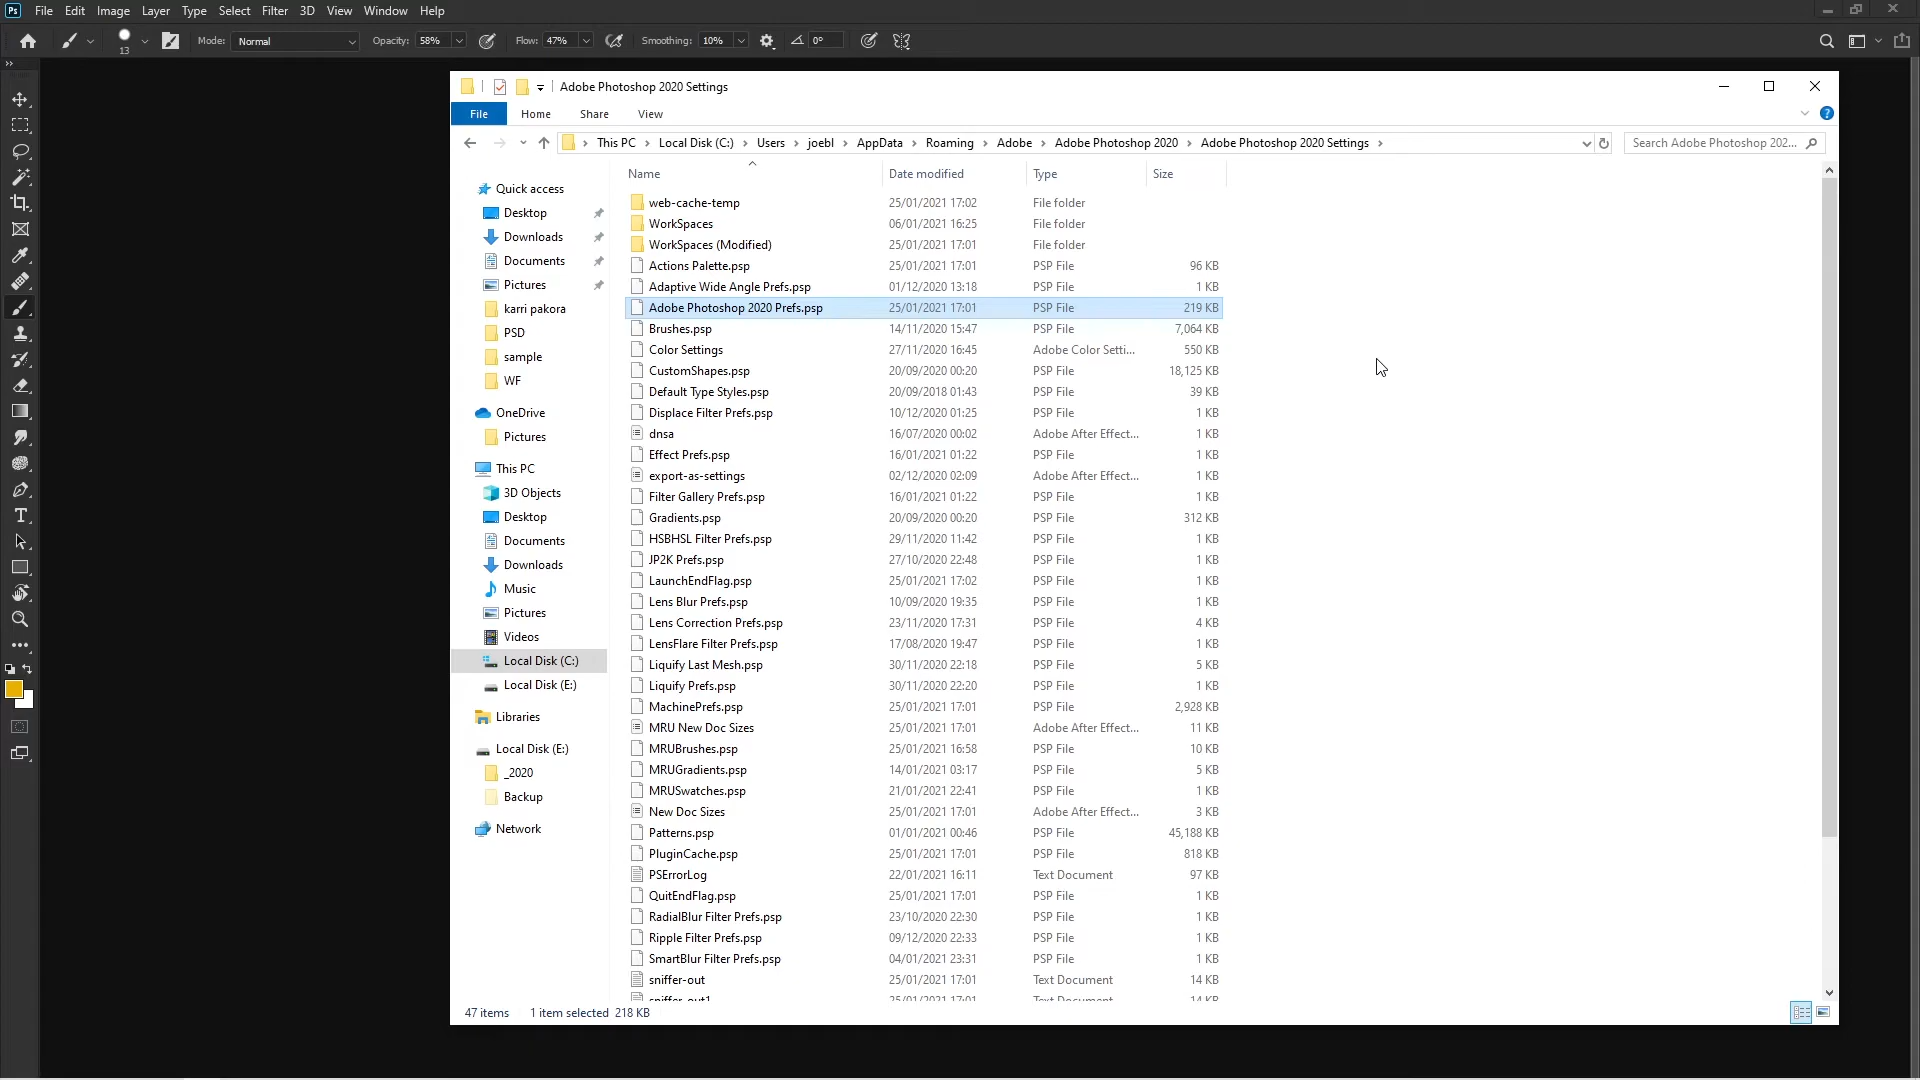 Ps File Edit Image Layer Type Select Filter 3D View Window Help
13 Mode: Normal Opacity: 58% Flow: 47% Smoothing: 10% 0°
Adobe Photoshop 2020 Settings
File Home Share View
This PC Local Disk (C:) Users joebl AppData Roaming Adobe Adobe Photoshop 2020 Adobe Photoshop 2020 Settings Search Adobe Photoshop 202...
Name Date modified Type Size
Quick access
Desktop
Downloads
Documents
Pictures
karri pakora
PSD
sample
WF
OneDrive
Pictures
This PC
3D Objects
Desktop
Documents
Downloads
Music
Pictures
Videos
Local Disk (C:)
Local Disk (E:)
Libraries
Local Disk (E:)
_2020
Backup
Network
web-cache-temp 25/01/2021 17:02 File folder
WorkSpaces 06/01/2021 16:25 File folder
WorkSpaces (Modified) 25/01/2021 17:01 File folder
Actions Palette.psp 25/01/2021 17:01 PSP File 96 KB
Adaptive Wide Angle Prefs.psp 01/12/2020 13:18 PSP File 1 KB
Adobe Photoshop 2020 Prefs.psp 25/01/2021 17:01 PSP File 219 KB
Brushes.psp 14/11/2020 15:47 PSP File 7,064 KB
Color Settings 27/11/2020 16:45 Adobe Color Setti... 550 KB
CustomShapes.psp 20/09/2020 00:20 PSP File 18,125 KB
Default Type Styles.psp 20/09/2018 01:43 PSP File 39 KB
Displace Filter Prefs.psp 10/12/2020 01:25 PSP File 1 KB
dnsa 16/07/2020 00:02 Adobe After Effect... 1 KB
Effect Prefs.psp 16/01/2021 01:22 PSP File 1 KB
export-as-settings 02/12/2020 02:09 Adobe After Effect... 1 KB
Filter Gallery Prefs.psp 16/01/2021 01:22 PSP File 1 KB
Gradients.psp 20/09/2020 00:20 PSP File 312 KB
HSBHSL Filter Prefs.psp 29/11/2020 11:42 PSP File 1 KB
JP2K Prefs.psp 27/10/2020 22:48 PSP File 1 KB
LaunchEndFlag.psp 25/01/2021 17:02 PSP File 1 KB
Lens Blur Prefs.psp 10/09/2020 19:35 PSP File 1 KB
Lens Correction Prefs.psp 23/11/2020 17:31 PSP File 4 KB
LensFlare Filter Prefs.psp 17/08/2020 19:47 PSP File 1 KB
Liquify Last Mesh.psp 30/11/2020 22:18 PSP File 5 KB
Liquify Prefs.psp 30/11/2020 22:20 PSP File 1 KB
MachinePrefs.psp 25/01/2021 17:01 PSP File 2,928 KB
MRU New Doc Sizes 25/01/2021 17:01 Adobe After Effect... 11 KB
MRUBrushes.psp 25/01/2021 16:58 PSP File 10 KB
MRUGradients.psp 14/01/2021 03:17 PSP File 5 KB
MRUSwatches.psp 21/01/2021 22:41 PSP File 1 KB
New Doc Sizes 25/01/2021 17:01 Adobe After Effect... 3 KB
Patterns.psp 01/01/2021 00:46 PSP File 45,188 KB
PluginCache.psp 25/01/2021 17:01 PSP File 818 KB
PSErrorLog 22/01/2021 16:11 Text Document 97 KB
QuitEndFlag.psp 25/01/2021 17:01 PSP File 1 KB
RadialBlur Filter Prefs.psp 23/10/2020 22:30 PSP File 1 KB
Ripple Filter Prefs.psp 09/12/2020 22:33 PSP File 1 KB
SmartBlur Filter Prefs.psp 04/01/2021 23:31 PSP File 1 KB
sniffer-out 25/01/2021 17:01 Text Document 14 KB
sniffer-out1 25/01/2021 17:01 Text Document 14 KB
47 items 1 item selected 218 KB